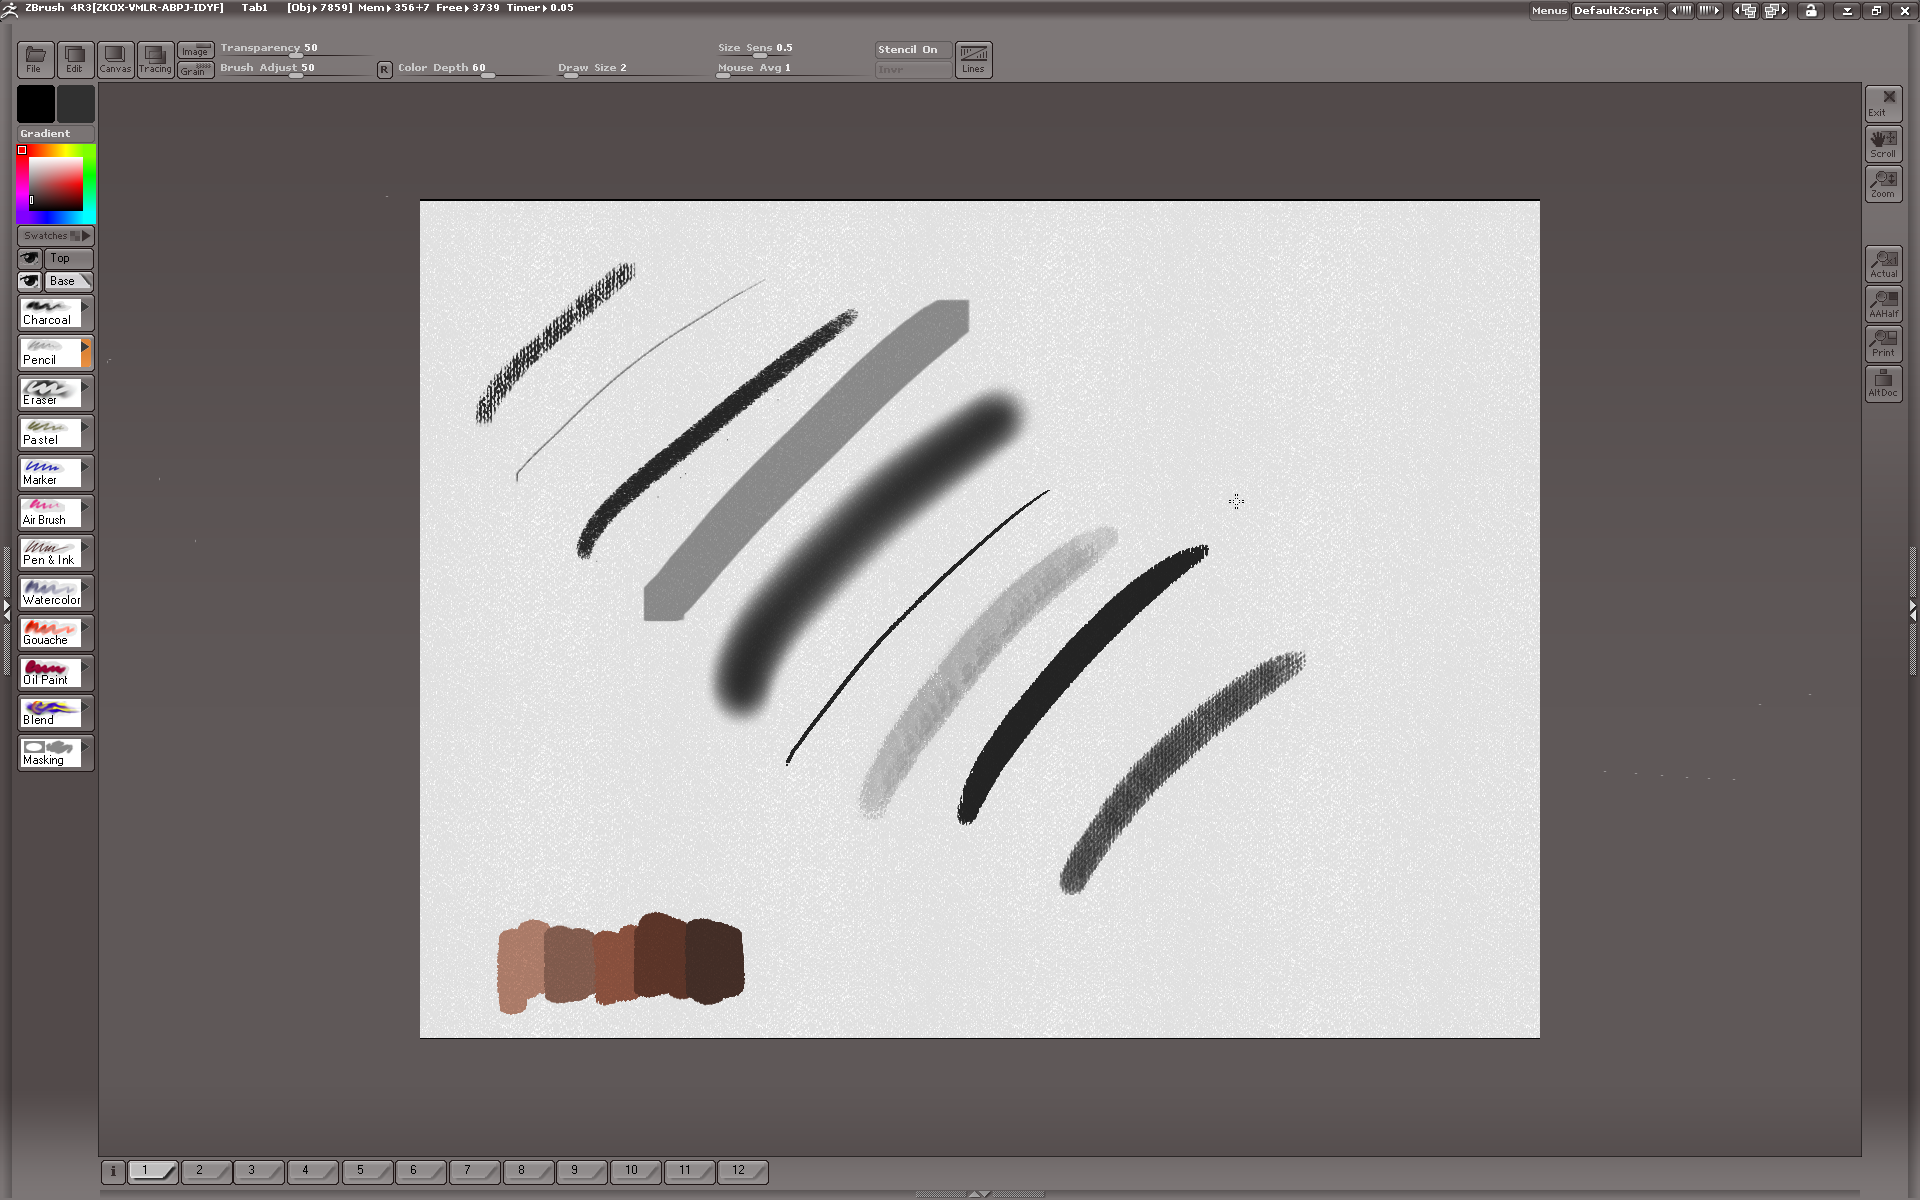 ZBrush 4R3[ZKOX-VMLR-ABPJ-IDYF] Tab1 [Obj▸7859] Mem▸356+7 Free▸3739 Timer▸0.05 Menus DefaultZScript
File Edit Canvas Tracing Image Transparency 50 Size Sens 0.5 Stencil On Lines
Grain Brush Adjust 50 R Color Depth 60 Draw Size 2 Mouse Avg 1 Invr
Gradient
Swatches
Top
Base
Charcoal
Pencil
Eraser
Pastel
Marker
Air Brush
Pen & Ink
Watercolor
Gouache
Oil Paint
Blend
Masking
Exit
Scroll
Zoom
Actual
AAHalf
Print
AltDoc
i 1 2 3 4 5 6 7 8 9 10 11 12